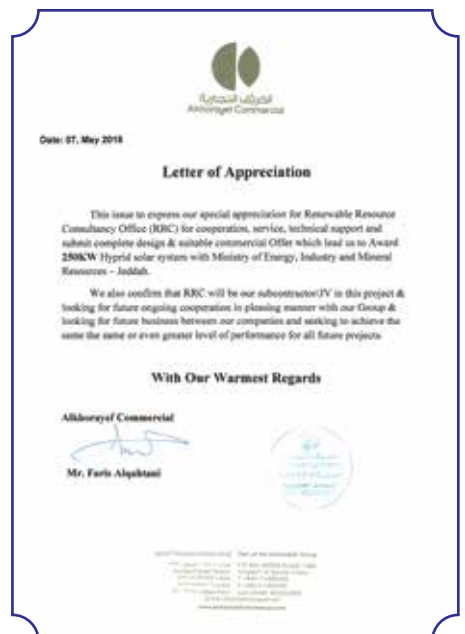 الخريّف التجارية
Alkhorayef Commercial
Date: 07, May 2018
Letter of Appreciation
This issue to express our special appreciation for Renewable Resource
Consultancy Office (RRC) for cooperation, service, technical support and
submit complete design & suitable commercial Offer which lead us to Award
250KW Hyprid solar system with Ministry of Energy, Industry and Mineral
Resources – Jeddah.
We also confirm that RRC will be our subcontractor/JV in this project &
looking for future ongoing cooperation in pleasing manner with our Group &
looking for future business between our companies and seeking to achieve the
same the same or even greater level of performance for all future projects
With Our Warmest Regards
Alkhorayef Commercial
Mr. Faris Alqahtani